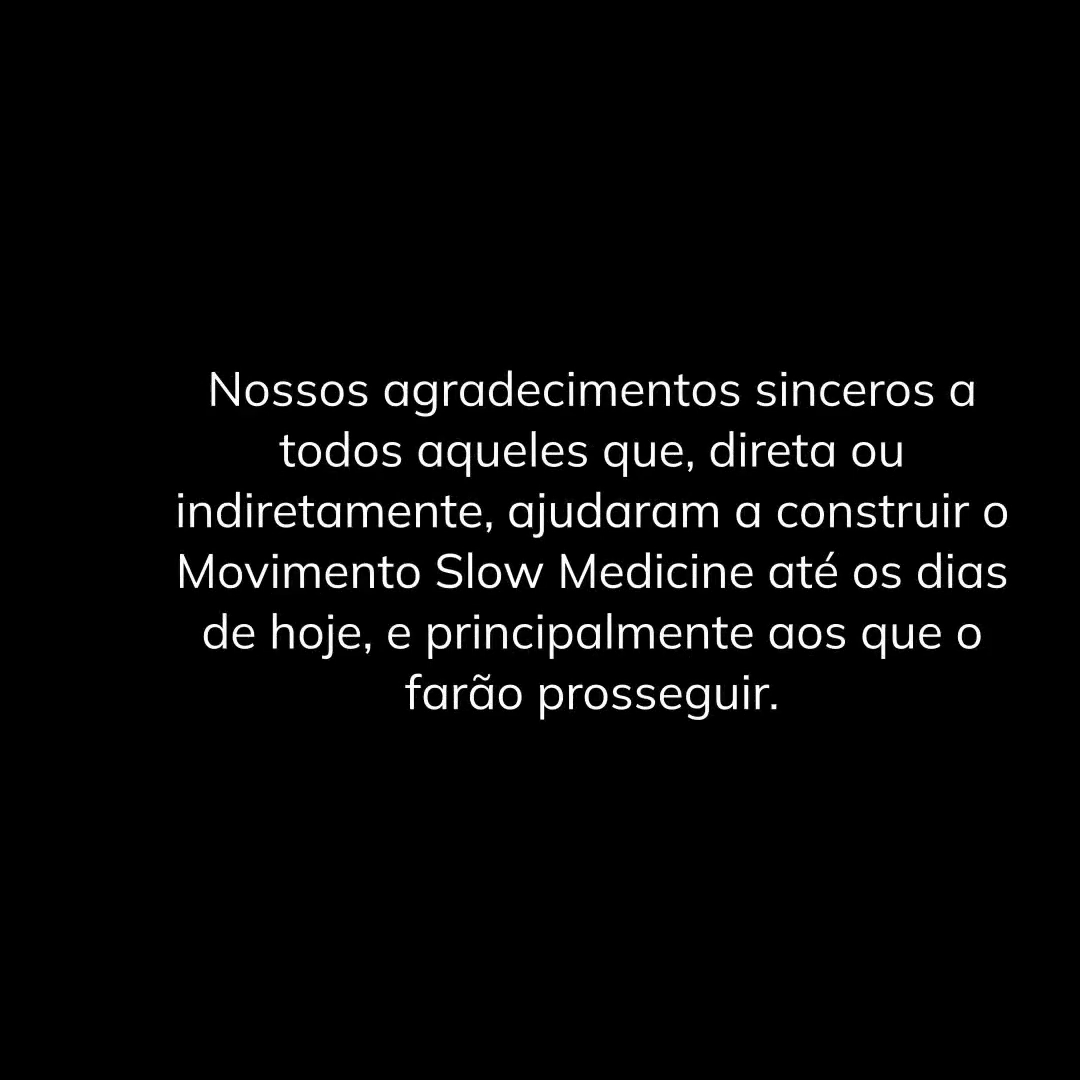 Nossos agradecimentos sinceros a
todos aqueles que, direta ou
indiretamente, ajudaram a construir o
Movimento Slow Medicine até os dias
de hoje, e principalmente aos que o
farão prosseguir.